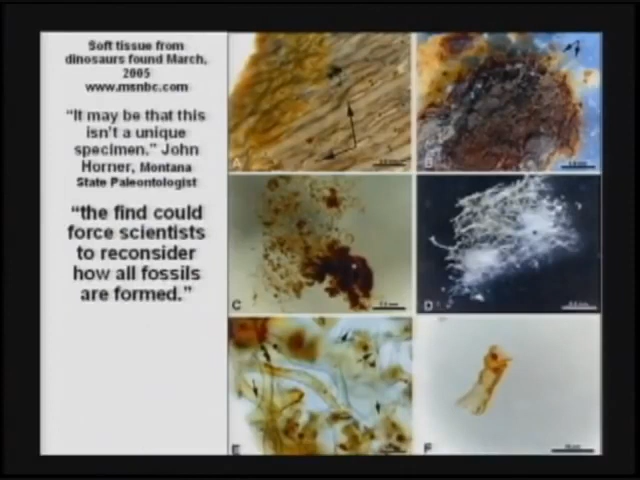 Soft tissue from
dinosaurs found March,
2005
www.msnbc.com
“It may be that this
isn’t a unique
specimen.” John
Horner, Montana
State Paleontologist
“the find could
force scientists
to reconsider
how all fossils
are formed.”
A
B
C
D
E
F